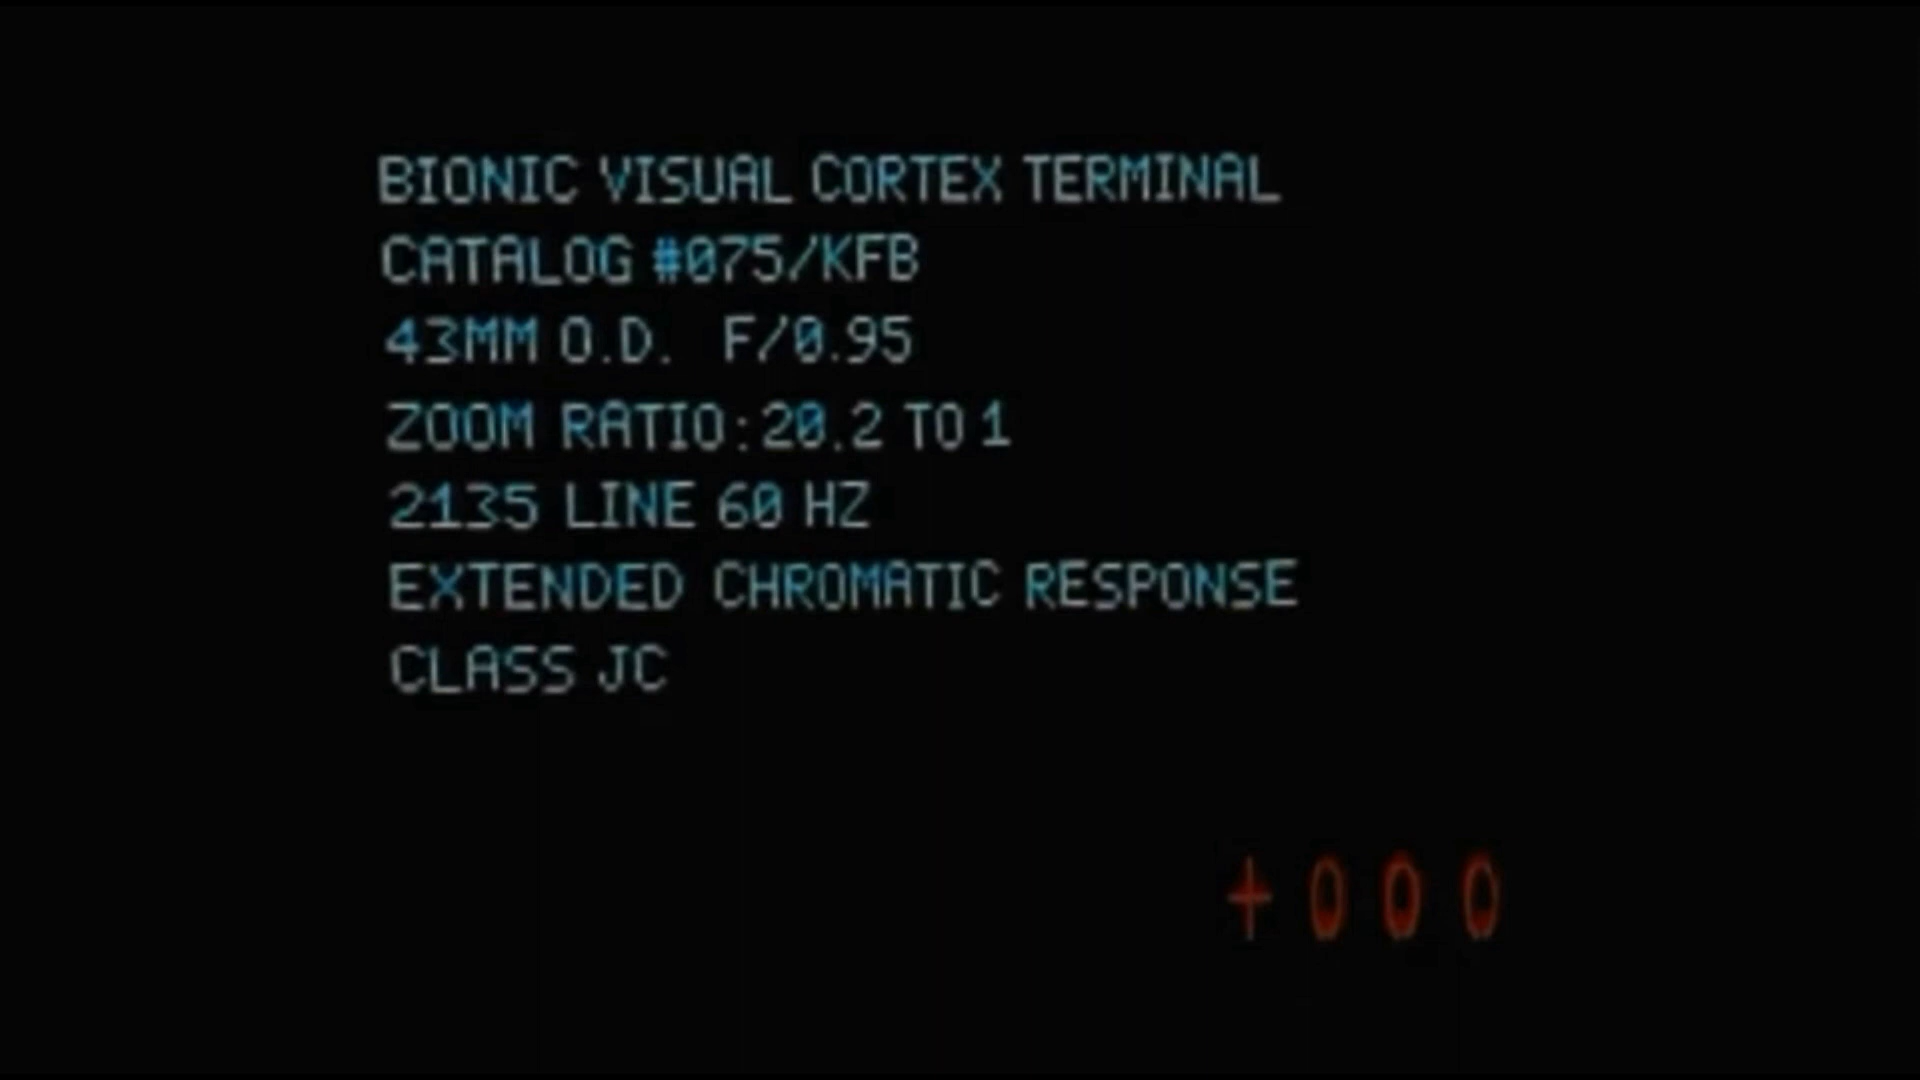 BIONIC VISUAL CORTEX TERMINAL
CATALOG #075/KFB
43MM O.D. F/0.95
ZOOM RATIO:20.2 TO 1
2135 LINE 60 HZ
EXTENDED CHROMATIC RESPONSE
CLASS JC
+000